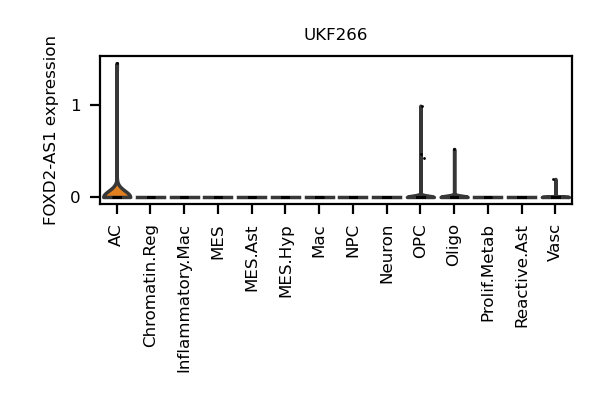 UKF266
FOXD2-AS1 expression
1
0
AC
Chromatin.Reg
Inflammatory.Mac
MES
MES.Ast
MES.Hyp
Mac
NPC
Neuron
OPC
Oligo
Prolif.Metab
Reactive.Ast
Vasc